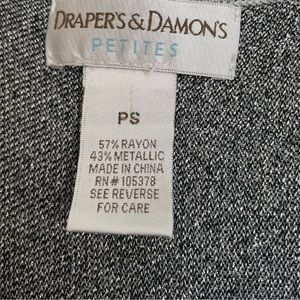 DRAPER'S & DAMON'S
PETITES
PS
57% RAYON
43% METALLIC
MADE IN CHINA
RN# 105378
SEE REVERSE
FOR CARE